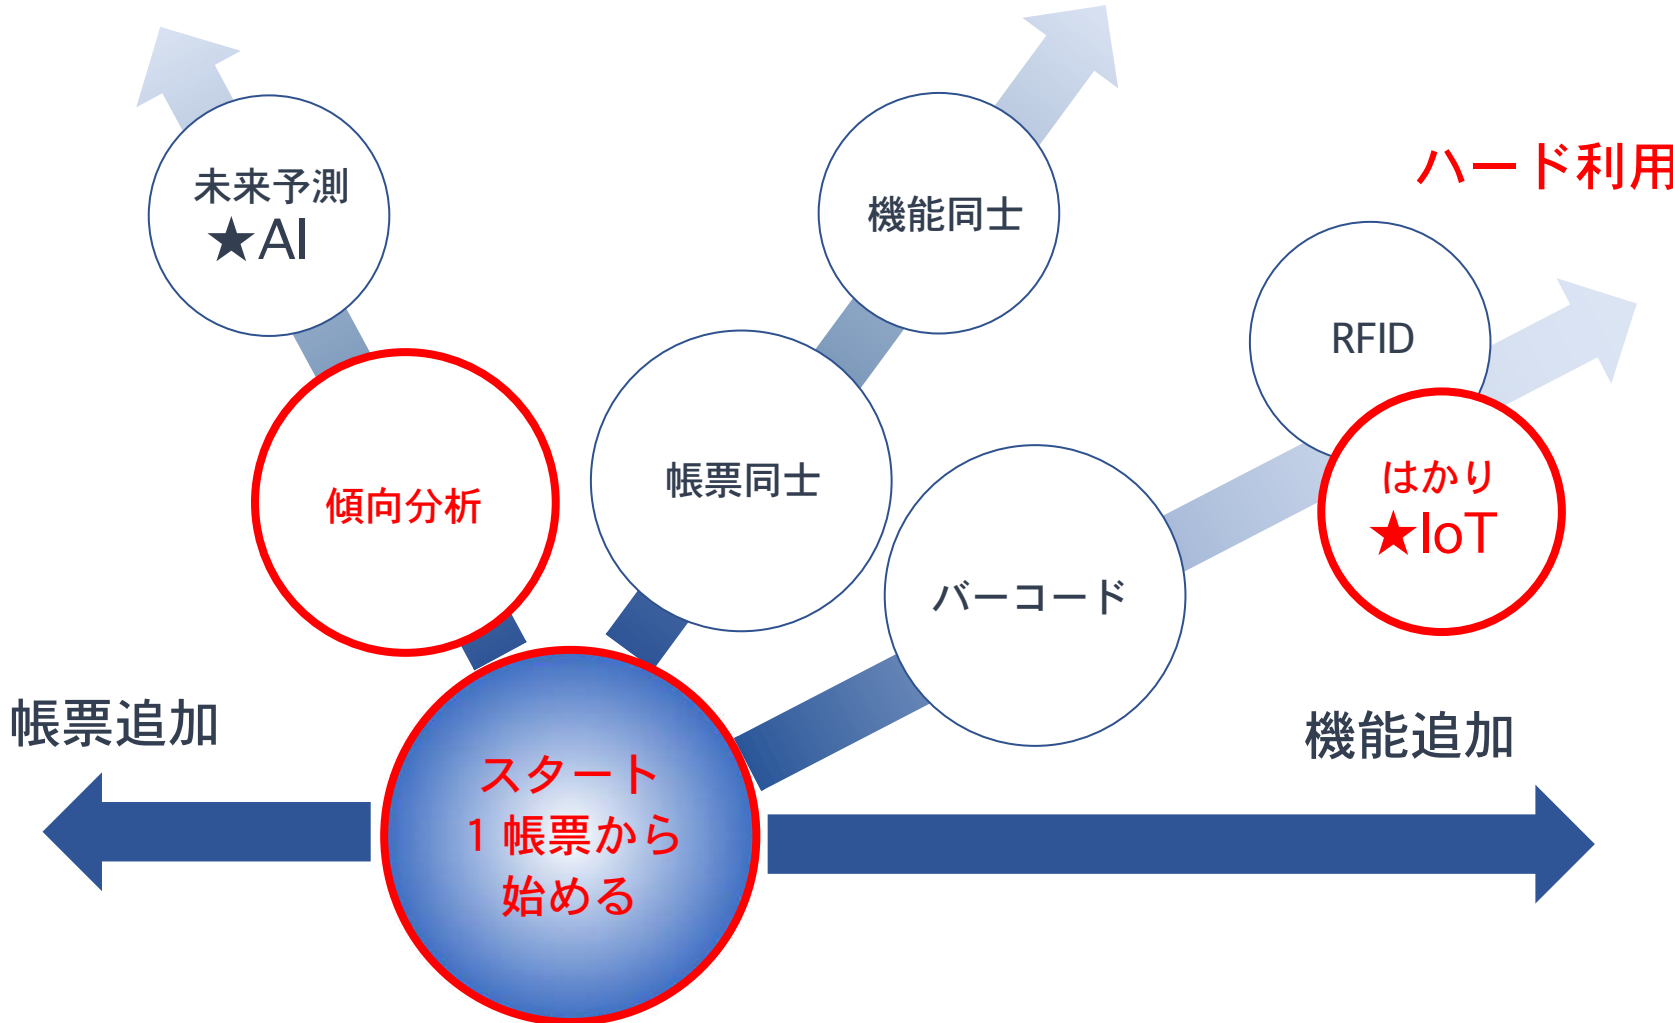 未来予測
★AI
機能同士
ハード利用
RFID
帳票同士
傾向分析
はかり
★IoT
バーコード
帳票追加
機能追加
スタート
1帳票から
始める